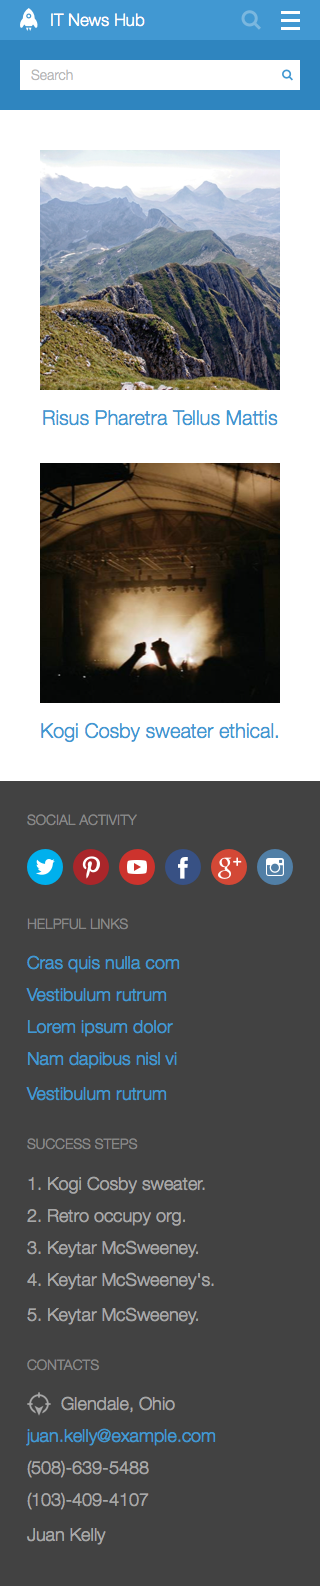 IT News Hub
Search
Risus Pharetra Tellus Mattis
Kogi Cosby sweater ethical.
SOCIAL ACTIVITY
HELPFUL LINKS
Cras quis nulla com
Vestibulum rutrum
Lorem ipsum dolor
Nam dapibus nisl vi
Vestibulum rutrum
SUCCESS STEPS
1. Kogi Cosby sweater.
2. Retro occupy org.
3. Keytar McSweeney.
4. Keytar McSweeney's.
5. Keytar McSweeney.
CONTACTS
Glendale, Ohio
juan.kelly@example.com
(508)-639-5488
(103)-409-4107
Juan Kelly